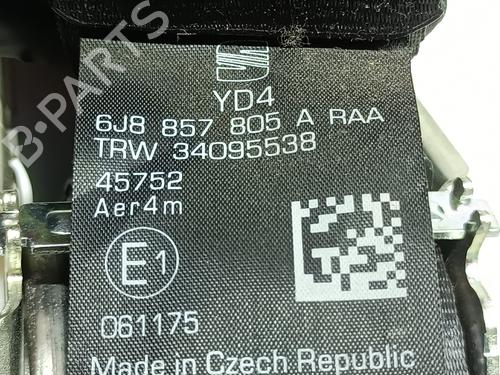 YD4
6J8 857 805 A RAA
TRW 34095538
45752
Aer4m
E1
061175
Made in Czech Republic
B-PARTS